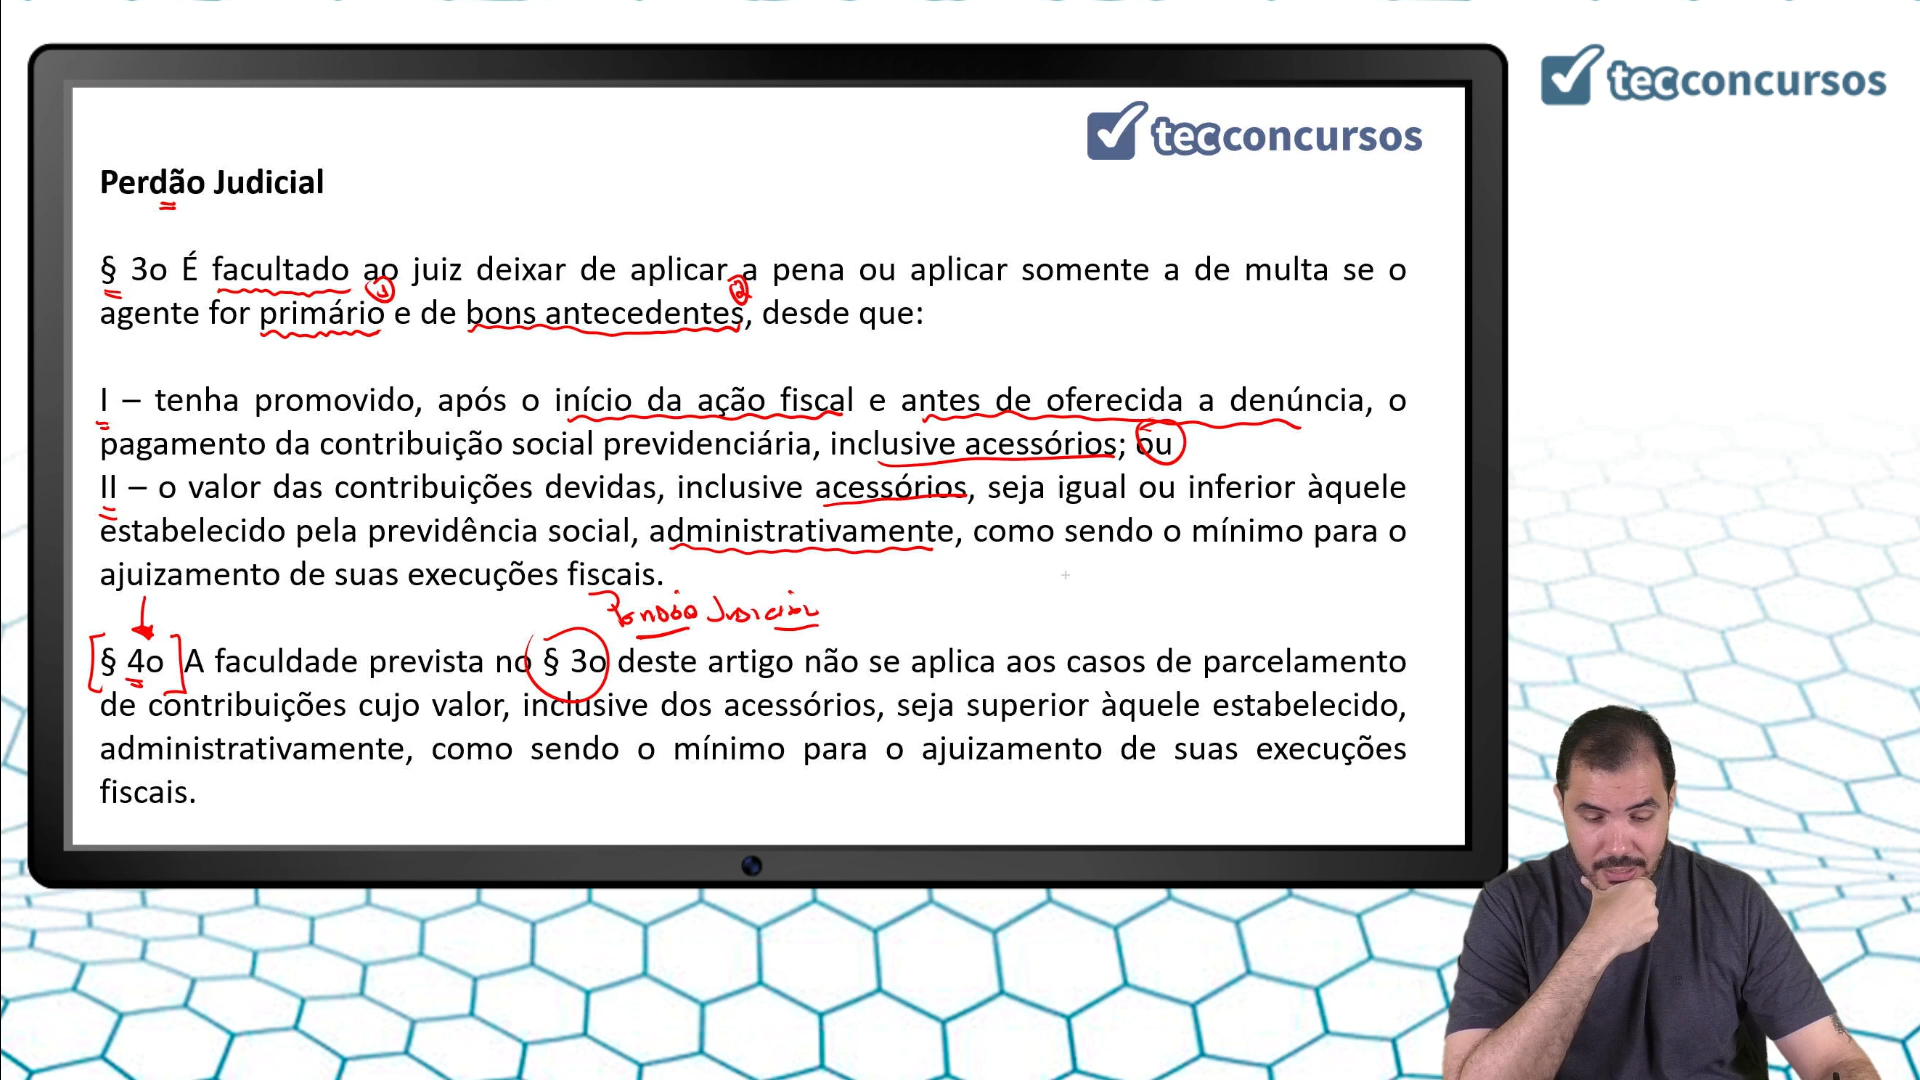 tecconcursos
tecconcursos
Perdão Judicial
§ 3o É facultado ao juiz deixar de aplicar a pena ou aplicar somente a de multa se o
1 2
agente for primário e de bons antecedentes, desde que:
I – tenha promovido, após o início da ação fiscal e antes de oferecida a denúncia, o
pagamento da contribuição social previdenciária, inclusive acessórios; ou
II – o valor das contribuições devidas, inclusive acessórios, seja igual ou inferior àquele
estabelecido pela previdência social, administrativamente, como sendo o mínimo para o
ajuizamento de suas execuções fiscais.
Perdão Judicial
§ 4o A faculdade prevista no § 3o deste artigo não se aplica aos casos de parcelamento
de contribuições cujo valor, inclusive dos acessórios, seja superior àquele estabelecido,
administrativamente, como sendo o mínimo para o ajuizamento de suas execuções
fiscais.